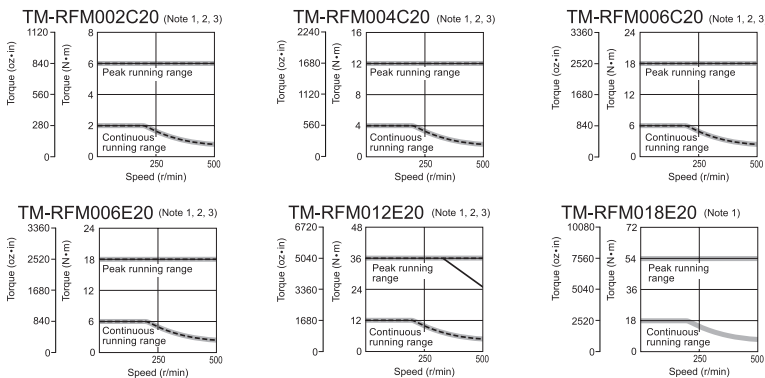 TM-RFM002C20 (Note 1, 2, 3)
Torque (oz•in)
Torque (N•m)
1120
840
560
280
0
8
6
4
2
0
Peak running range
Continuous
running range
250
500
Speed (r/min)
TM-RFM004C20 (Note 1, 2, 3)
Torque (oz•in)
Torque (N•m)
2240
1680
1120
560
0
16
12
8
4
0
Peak running range
Continuous
running range
250
500
Speed (r/min)
TM-RFM006C20 (Note 1, 2, 3
Torque (oz•in)
Torque (N•m)
3360
2520
1680
840
0
24
18
12
6
0
Peak running range
Continuous
running range
250
500
Speed (r/min)
TM-RFM006E20 (Note 1, 2, 3)
Torque (oz•in)
Torque (N•m)
3360
2520
1680
840
0
24
18
12
6
0
Peak running range
Continuous
running range
250
500
Speed (r/min)
TM-RFM012E20 (Note 1, 2, 3)
Torque (oz•in)
Torque (N•m)
6720
5040
3360
1680
0
48
36
24
12
0
Peak running
range
Continuous
running range
250
500
Speed (r/min)
TM-RFM018E20 (Note 1)
Torque (oz•in)
Torque (N•m)
10080
7560
5040
2520
0
72
54
36
18
0
Peak running
range
Continuous
running range
250
500
Speed (r/min)